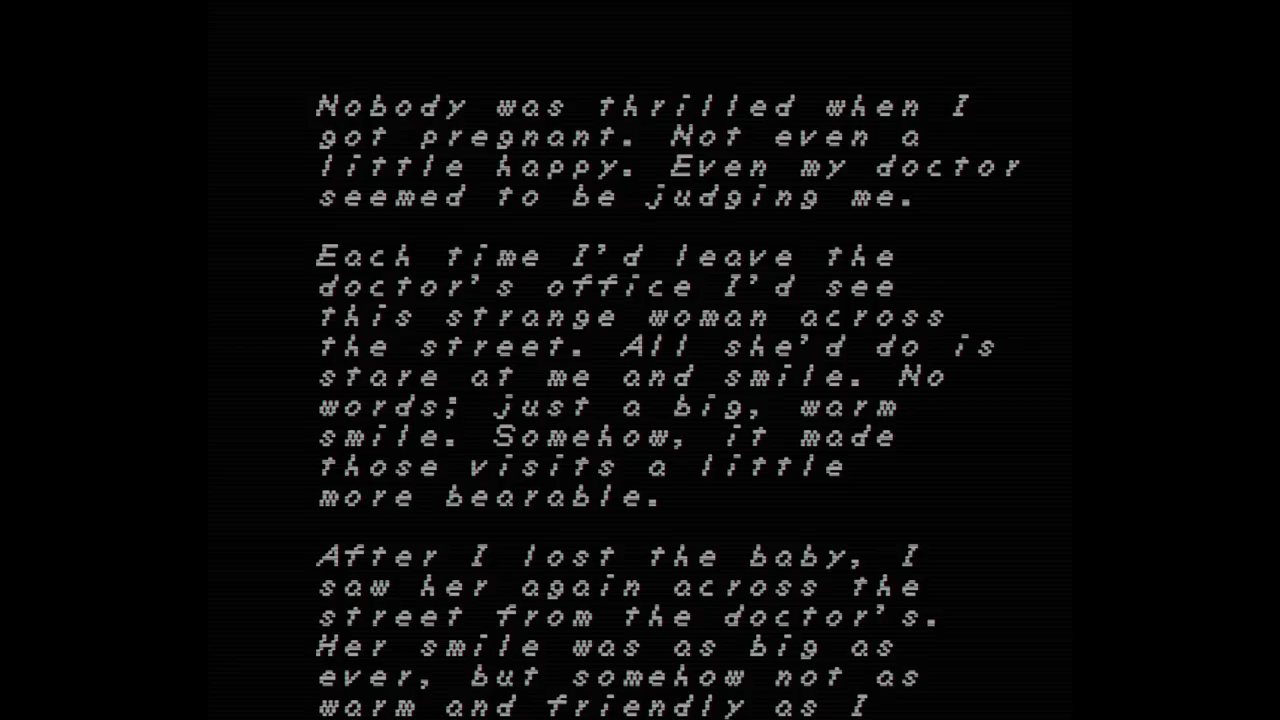 Nobody was thrilled when I
got pregnant. Not even a
little happy. Even my doctor
seemed to be judging me.
Each time I'd leave the
doctor's office I'd see
this strange woman across
the street. All she'd do is
stare at me and smile. No
words; just a big, warm
smile. Somehow, it made
those visits a little
more bearable.
After I lost the baby, I
saw her again across the
street from the doctor's.
Her smile was as big as
ever, but somehow not as
warm and friendly as I